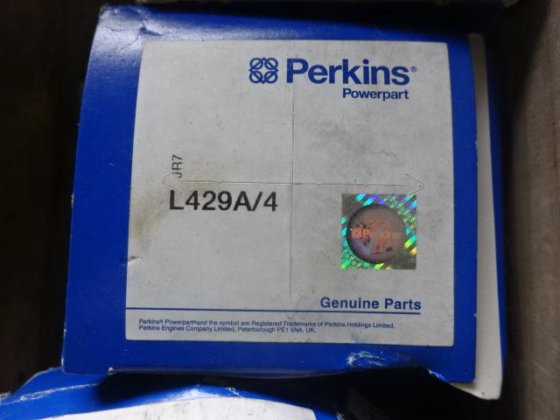 Perkins®
Powerpart
JR7
L429A/4
Perkins
Genuine Parts
Perkins® Powerpart® and the symbol are Registered Trademarks of Perkins Holdings Limited.
Perkins Engines Company Limited, Peterborough PE1 5NA, UK.